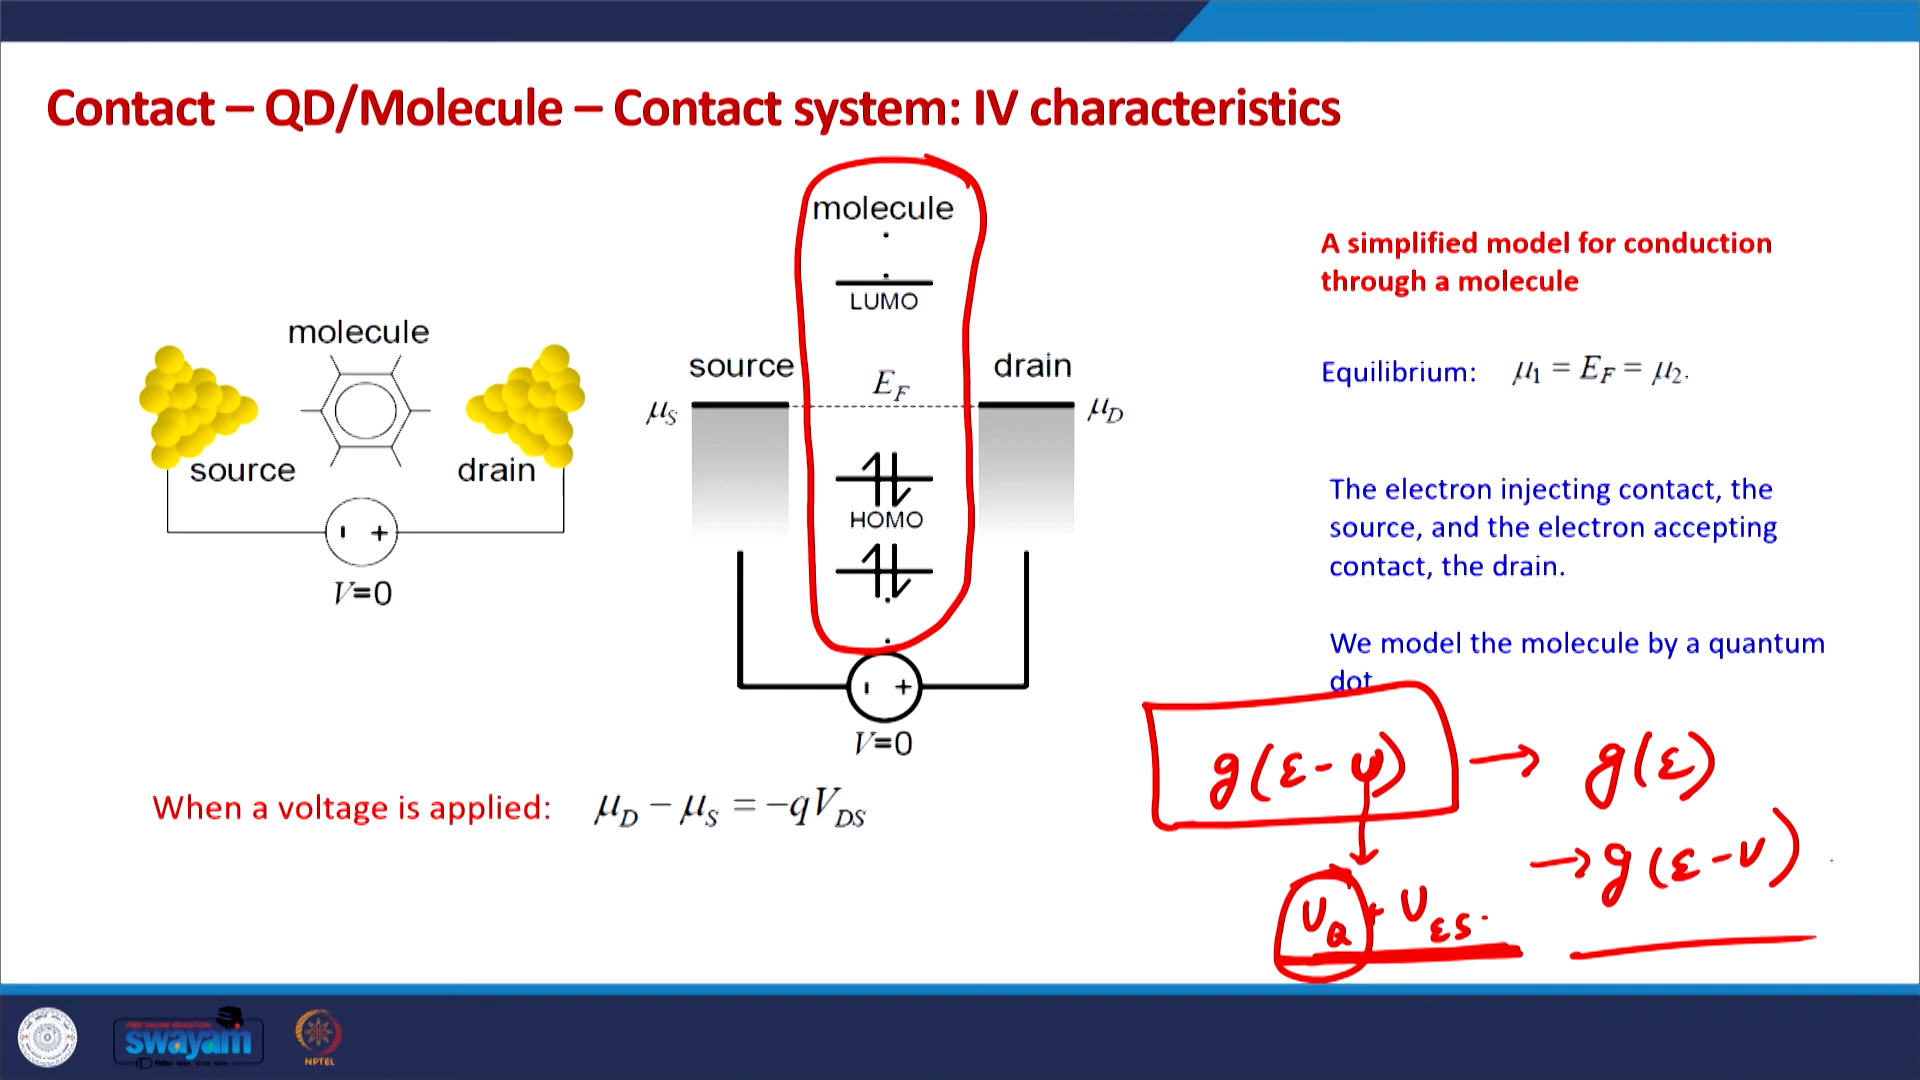 Contact – QD/Molecule – Contact system: IV characteristics
molecule
source
drain
V=0
molecule
LUMO
source
E_F
drain
μ_S
μ_D
HOMO
V=0
When a voltage is applied: μ_D − μ_S = −qV_DS
A simplified model for conduction
through a molecule
Equilibrium: μ₁ = E_F = μ₂.
The electron injecting contact, the
source, and the electron accepting
contact, the drain.
We model the molecule by a quantum
dot
g(ε-U) → g(ε)
→ g(ε-U)
U_Q + U_ES.
swayam
NPTEL